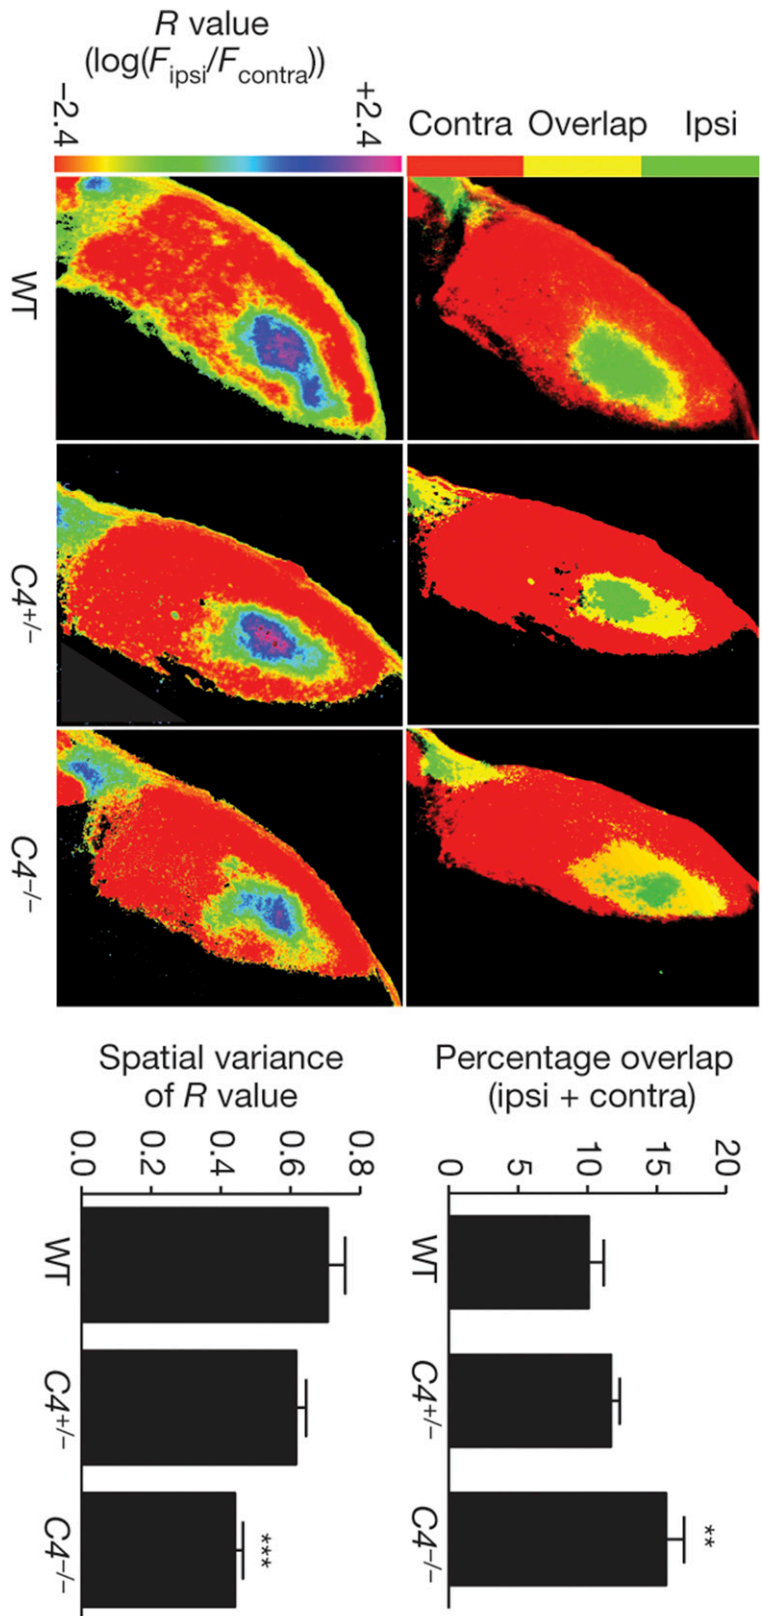 Ipsi
Overlap
Contra
Percentage overlap
(ipsi + contra)
20
15
10
5
0
**
WT
C4+/–
C4–/–
R value
(log(Fipsi/Fcontra))
+2.4
–2.4
WT
C4+/–
C4–/–
Spatial variance
of R value
0.8
0.6
0.4
0.2
0.0
***
WT
C4+/–
C4–/–